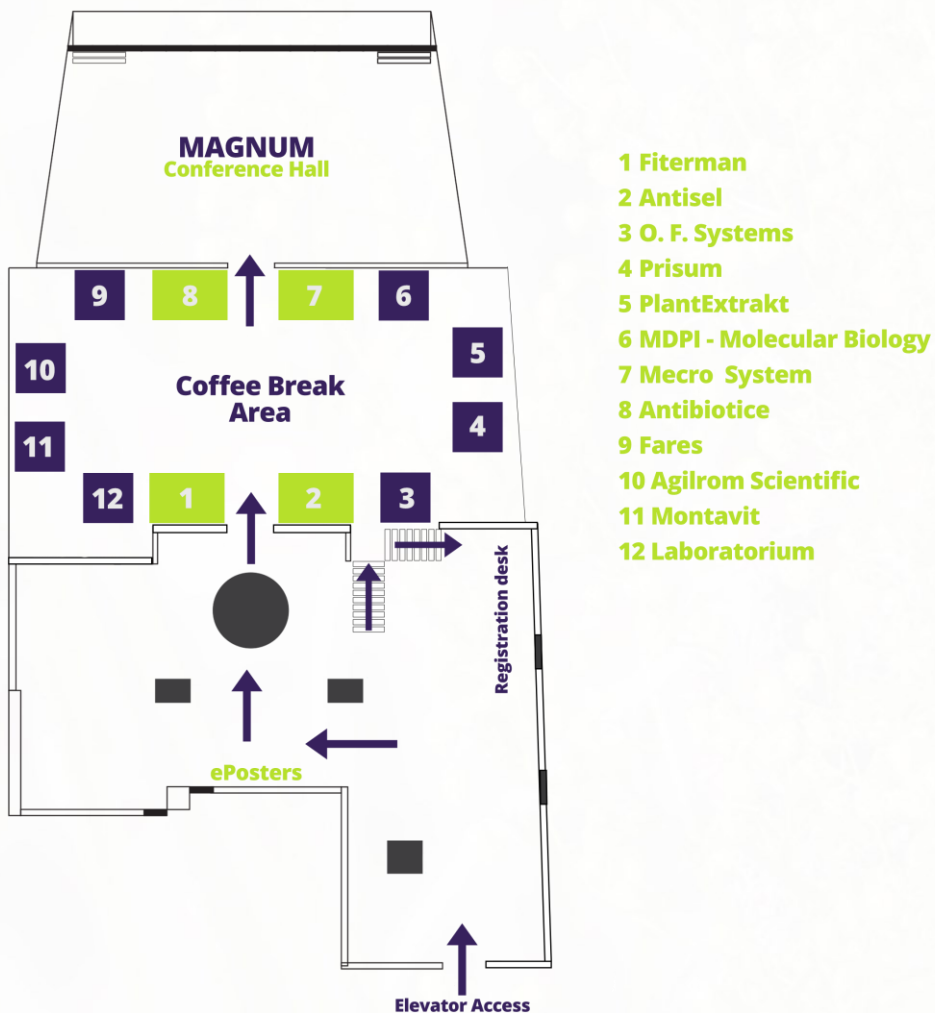 MAGNUM
Conference Hall
9
8
7
6
10
5
Coffee Break
Area
4
11
12
1
2
3
Registration desk
ePosters
Elevator Access
1 Fiterman
2 Antisel
3 O. F. Systems
4 Prisum
5 PlantExtrakt
6 MDPI - Molecular Biology
7 Mecro System
8 Antibiotice
9 Fares
10 Agilrom Scientific
11 Montavit
12 Laboratorium